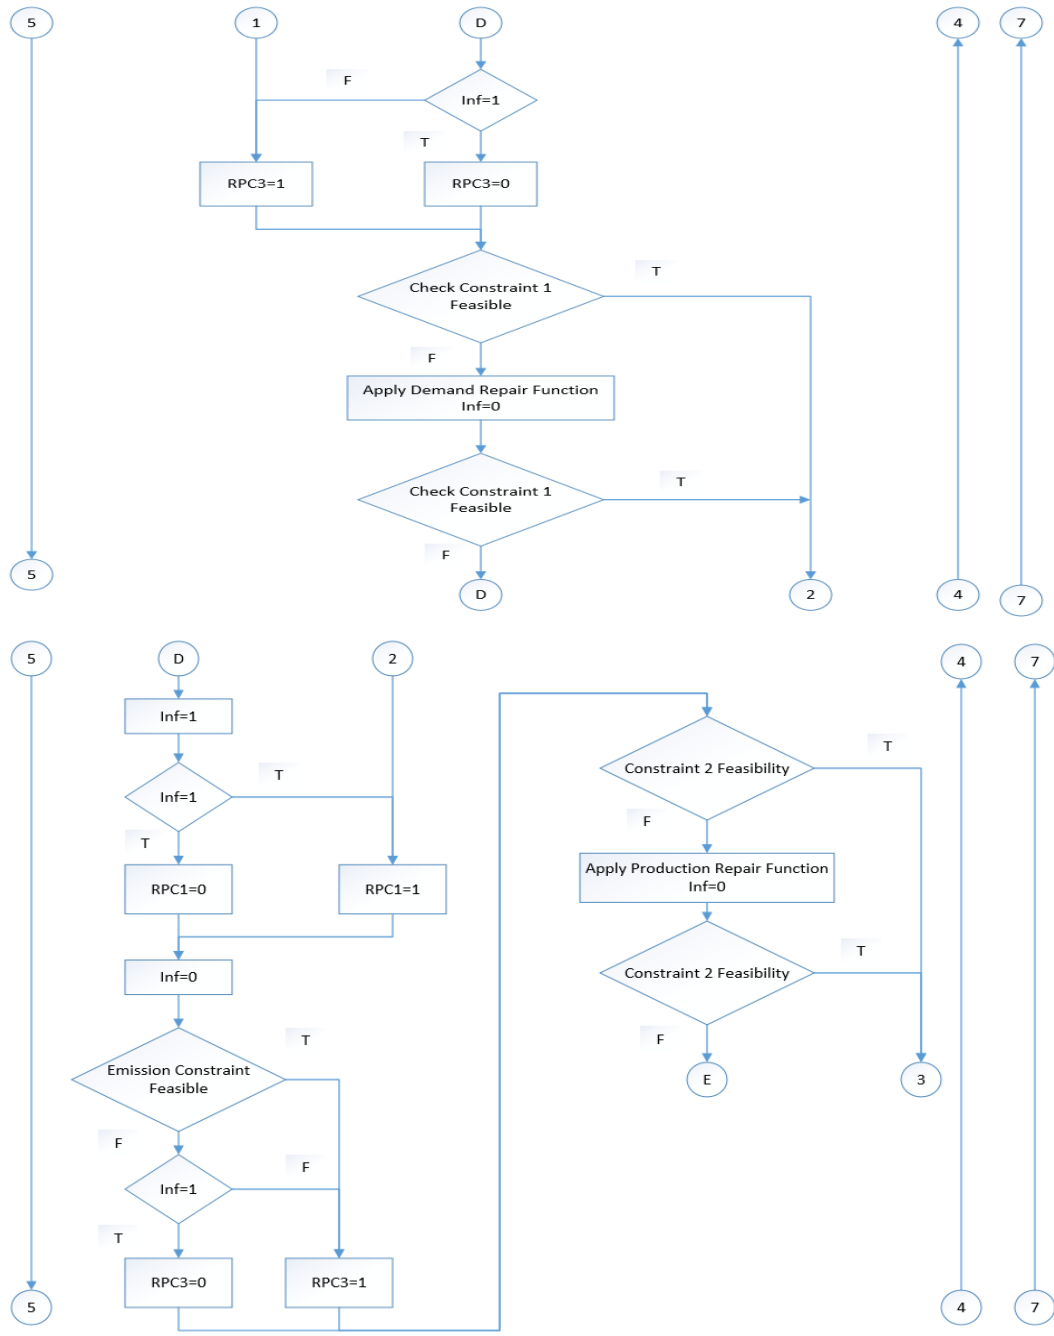 5
1
D
4
7
F
Inf=1
T
RPC3=1
RPC3=0
T
Check Constraint 1
Feasible
F
Apply Demand Repair Function
Inf=0
T
Check Constraint 1
Feasible
F
5
D
2
4
7
5
D
2
4
7
Inf=1
T
T
Inf=1
Constraint 2 Feasibility
F
T
RPC1=0
RPC1=1
Apply Production Repair Function
Inf=0
T
Inf=0
Constraint 2 Feasibility
T
F
Emission Constraint
Feasible
E
3
F
F
Inf=1
T
RPC3=0
RPC3=1
5
4
7